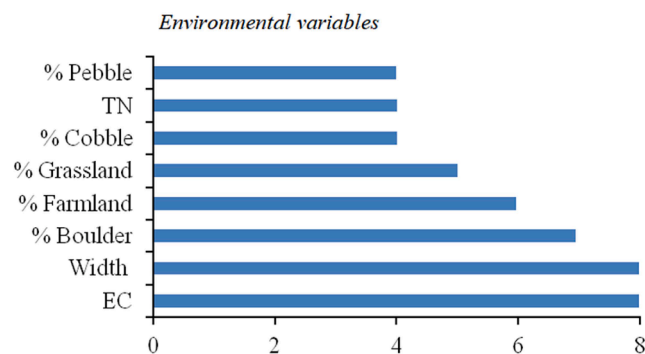 Environmental variables
% Pebble
TN
% Cobble
% Grassland
% Farmland
% Boulder
Width
EC
0 2 4 6 8